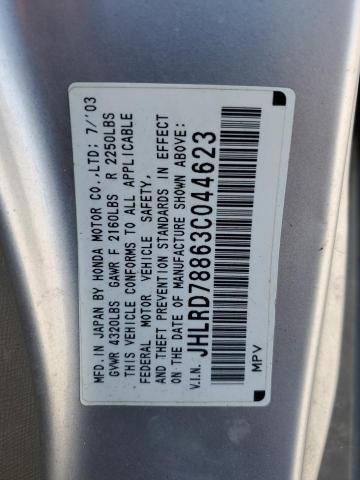 MFD.IN JAPAN BY HONDA MOTOR CO.,LTD: 7/'03
GVWR 4320LBS GAWR F 2160LBS R 2250LBS
THIS VEHICLE CONFORMS TO ALL APPLICABLE
FEDERAL MOTOR VEHICLE SAFETY,
AND THEFT PREVENTION STANDARDS IN EFFECT
ON THE DATE OF MANUFACTURE SHOWN ABOVE:
V.I.N. JHLRD78863C044623
MPV